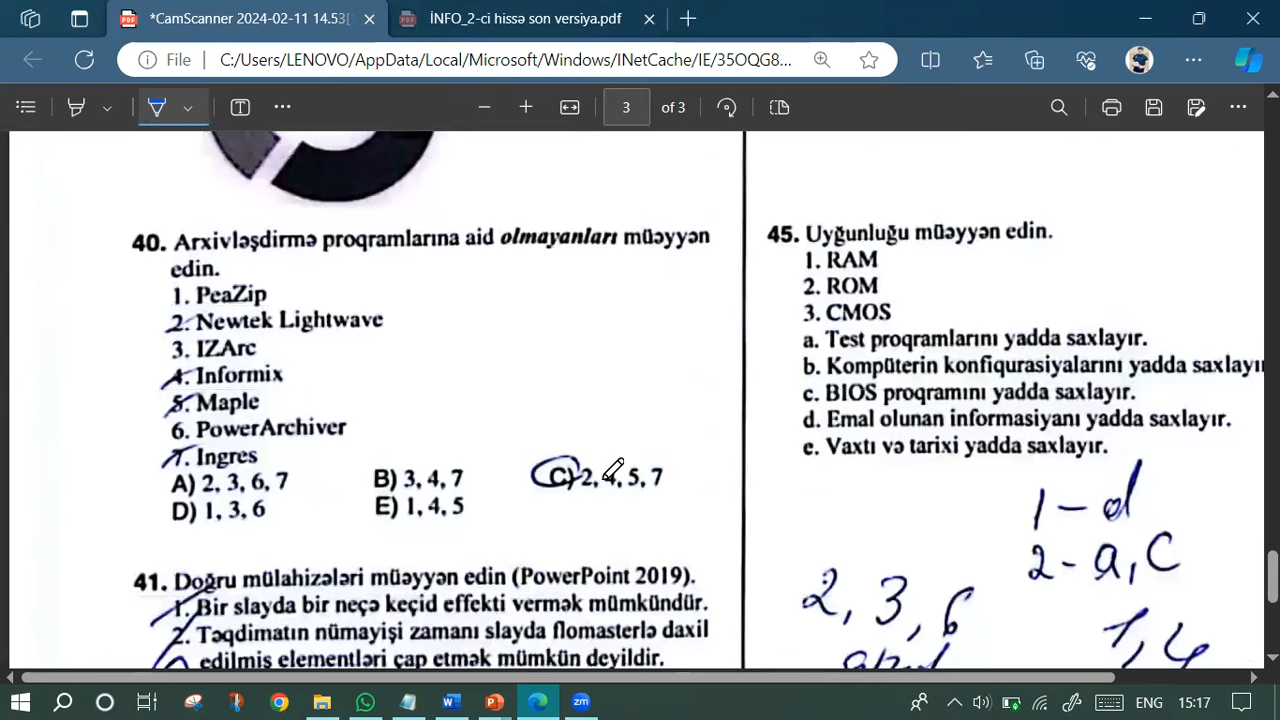 *CamScanner 2024-02-11 14.53[
İNFO_2-ci hissə son versiya.pdf
File
C:/Users/LENOVO/AppData/Local/Microsoft/Windows/INetCache/IE/35OQG8...
3 of 3
40. Arxivləşdirmə proqramlarına aid olmayanları müəyyən
edin.
1. PeaZip
2. Newtek Lightwave
3. IZArc
4. Informix
5. Maple
6. PowerArchiver
7. Ingres
A) 2, 3, 6, 7 B) 3, 4, 7 C) 2, 4, 5, 7
D) 1, 3, 6 E) 1, 4, 5
41. Doğru mülahizələri müəyyən edin (PowerPoint 2019).
1. Bir slayda bir neçə keçid effekti vermək mümkündür.
2. Təqdimatın nümayişi zamanı slayda flomasterlə daxil
edilmiş elementləri çap etmək mümkün deyildir.
45. Uyğunluğu müəyyən edin.
1. RAM
2. ROM
3. CMOS
a. Test proqramlarını yadda saxlayır.
b. Kompüterin konfiqurasiyalarını yadda saxlayı
c. BIOS proqramını yadda saxlayır.
d. Emal olunan informasiyanı yadda saxlayır.
e. Vaxtı və tarixi yadda saxlayır.
1 - d
2 - a, c
2, 3, 6
1, 4
ENG
15:17